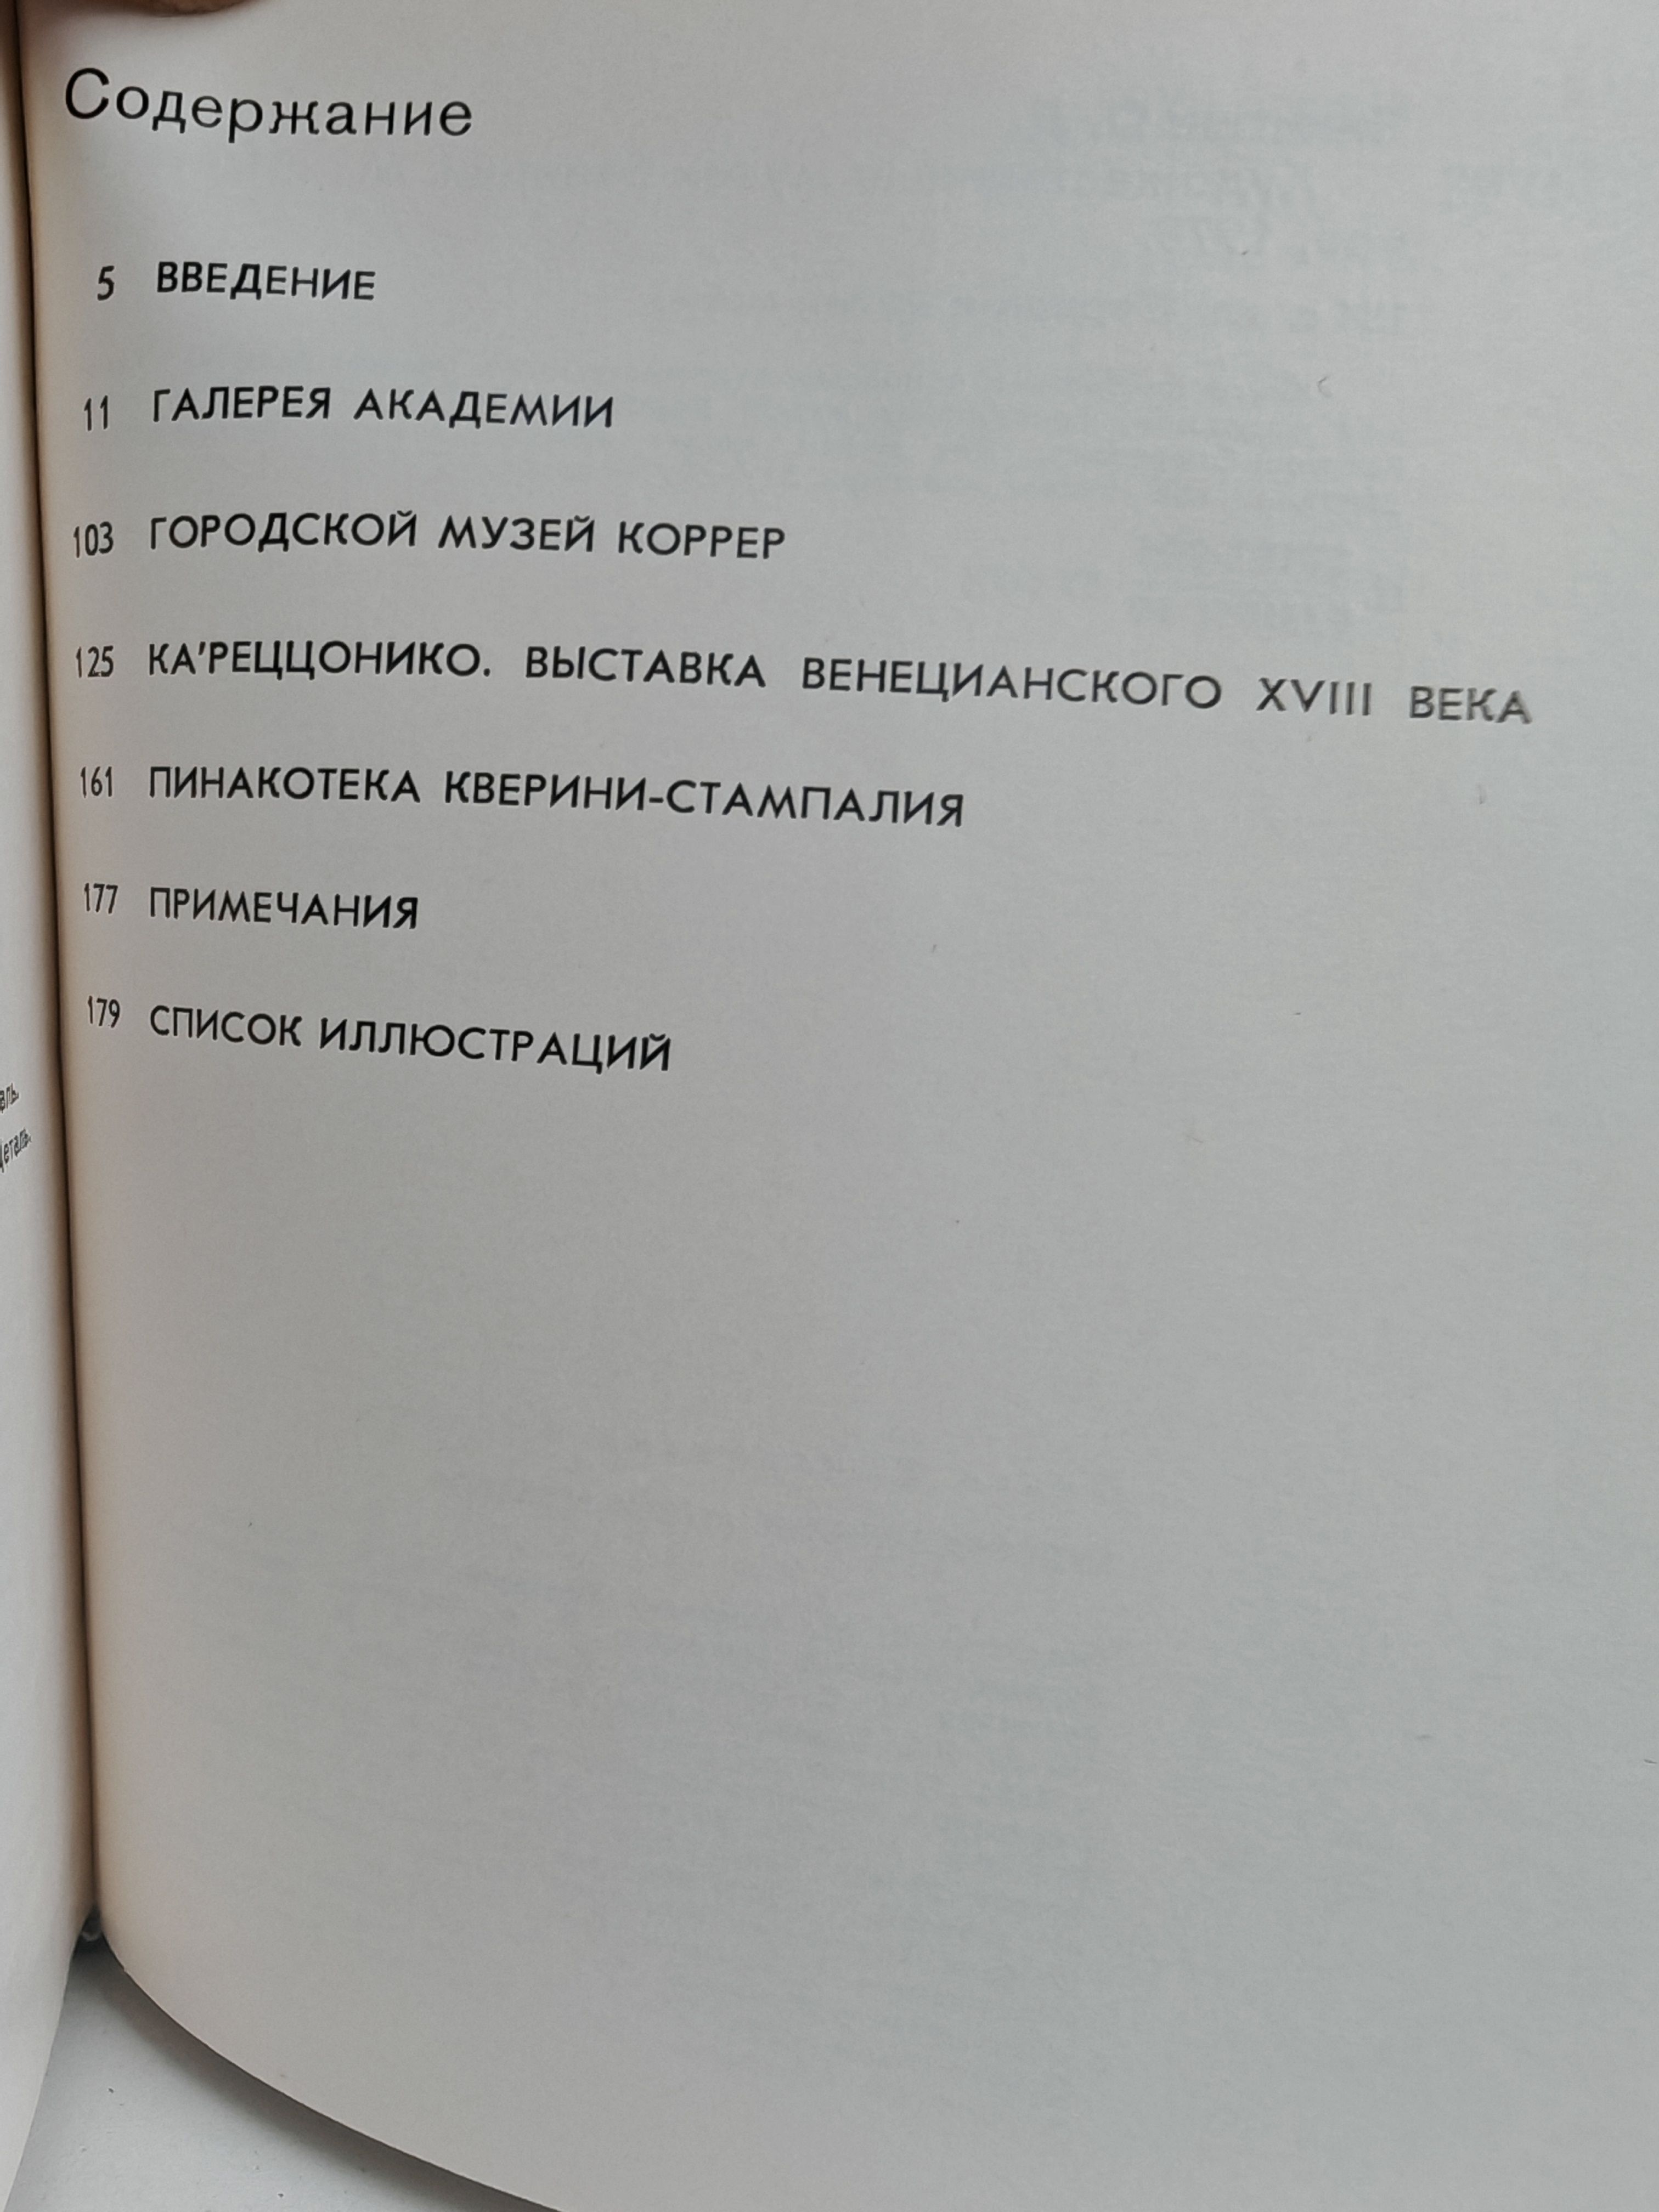 Содержание
5 ВВЕДЕНИЕ
11 ГАЛЕРЕЯ АКАДЕМИИ
103 ГОРОДСКОЙ МУЗЕЙ КОРРЕР
125 КА'РЕЦЦОНИКО. ВЫСТАВКА ВЕНЕЦИАНСКОГО XVIII ВЕКА
161 ПИНАКОТЕКА КВЕРИНИ-СТАМПАЛИЯ
177 ПРИМЕЧАНИЯ
179 СПИСОК ИЛЛЮСТРАЦИЙ